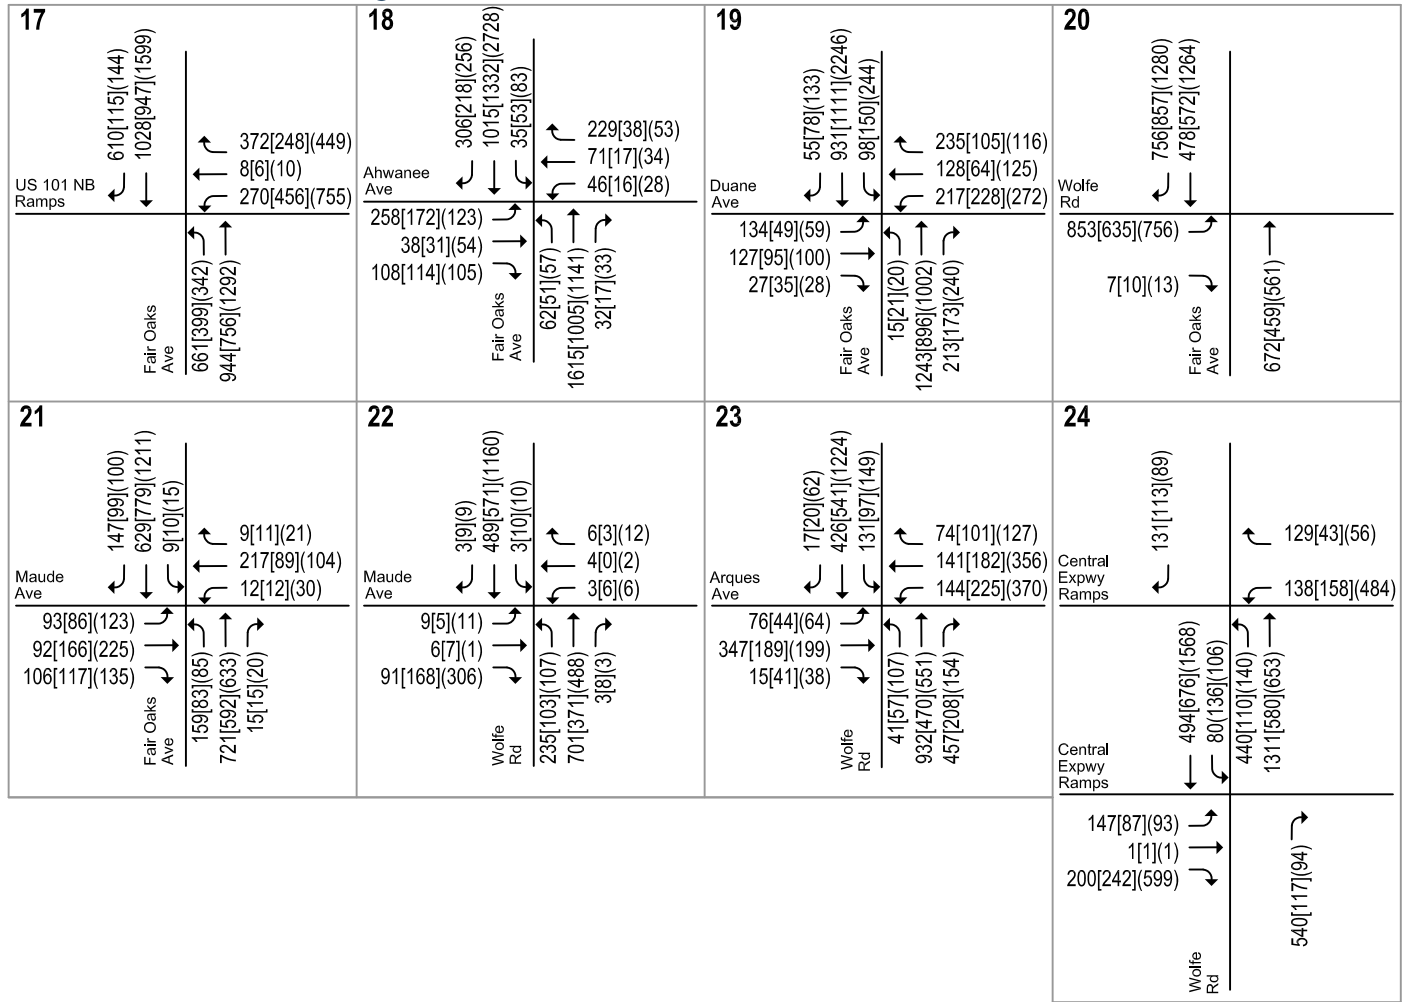 17
610[115](144)
1028[947](1599)
372[248](449)
8[6](10)
270[456](755)
US 101 NB
Ramps
Fair Oaks
Ave
661[399](342)
944[756](1292)
18
306[218](256)
1015[1332](2728)
35[53](83)
229[38](53)
71[17](34)
46[16](28)
Ahwanee
Ave
258[172](123)
38[31](54)
108[114](105)
Fair Oaks
Ave
62[51](57)
1615[1005](1141)
32[17](33)
19
55[78](133)
931[1111](2246)
98[150](244)
235[105](116)
128[64](125)
217[228](272)
Duane
Ave
134[49](59)
127[95](100)
27[35](28)
Fair Oaks
Ave
15[21](20)
1243[896](1002)
213[173](240)
20
756[857](1280)
478[572](1264)
Wolfe
Rd
853[635](756)
7[10](13)
Fair Oaks
Ave
672[459](561)
21
147[99](100)
629[779](1211)
9[10](15)
9[11](21)
217[89](104)
12[12](30)
Maude
Ave
93[86](123)
92[166](225)
106[117](135)
Fair Oaks
Ave
159[83](85)
721[592](633)
15[15](20)
22
3[9](9)
489[571](1160)
3[10](10)
6[3](12)
4[0](2)
3[6](6)
Maude
Ave
9[5](11)
6[7](1)
91[168](306)
Wolfe
Rd
235[103](107)
701[371](488)
3[8](3)
23
17[20](62)
426[541](1224)
131[97](149)
74[101](127)
141[182](356)
144[225](370)
Arques
Ave
76[44](64)
347[189](199)
15[41](38)
Wolfe
Rd
41[57](107)
932[470](551)
457[208](154)
24
131[113](89)
129[43](56)
138[158](484)
Central
Expwy
Ramps
494[676](1568)
80(136](106)
440[110](140)
1311[580](653)
Central
Expwy
Ramps
147[87](93)
1[1](1)
200[242](599)
Wolfe
Rd
540[117](94)